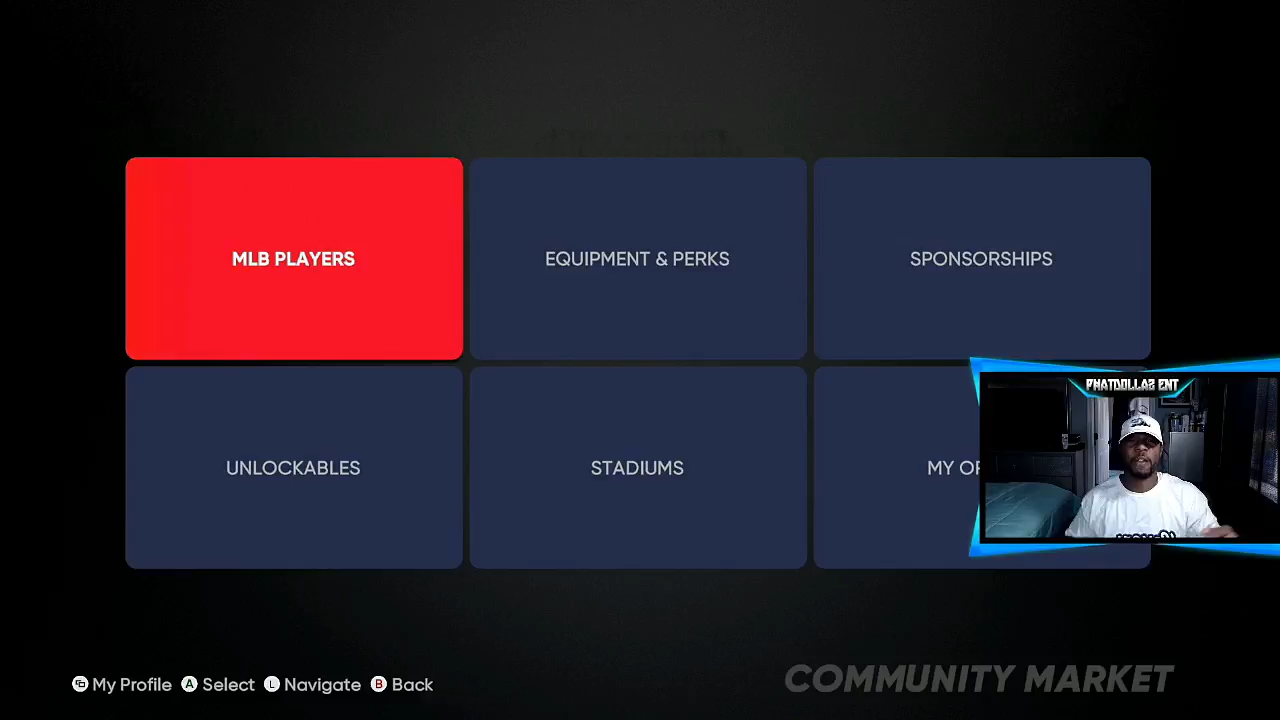 MLB PLAYERS
EQUIPMENT & PERKS
SPONSORSHIPS
PHATDOLLAZ ENT
UNLOCKABLES
STADIUMS
MY OR
My Profile
A Select
L Navigate
B Back
COMMUNITY MARKET